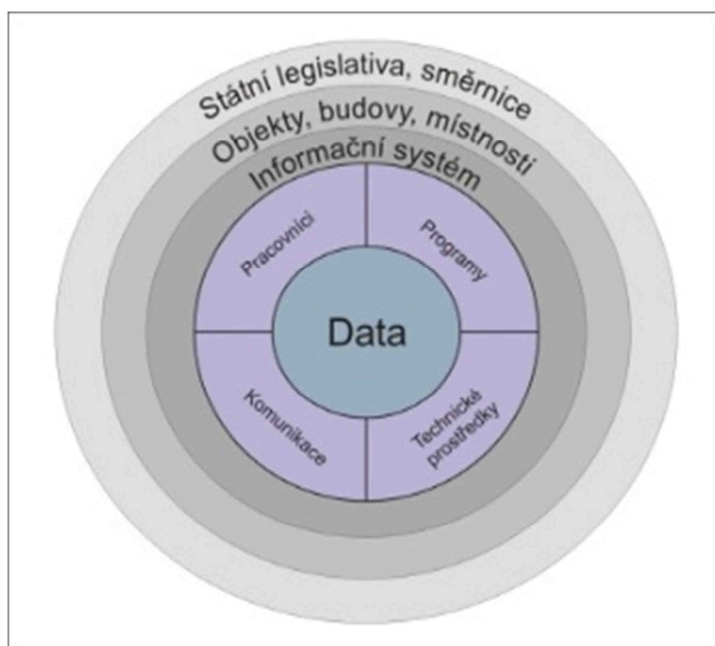 Státní legislativa, směrnice
Objekty, budovy, místnosti
Informační systém
Pracovníci
Programy
Data
Komunikace
Technické
prostředky